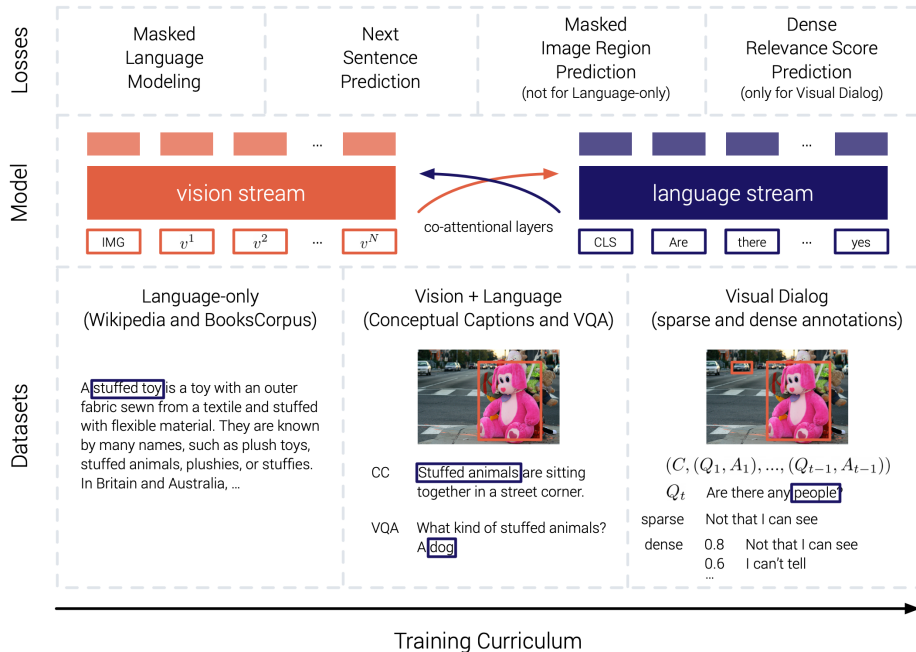 Losses
Masked
Language
Modeling
Next
Sentence
Prediction
Masked
Image Region
Prediction
(not for Language-only)
Dense
Relevance Score
Prediction
(only for Visual Dialog)
Model
...
vision stream
IMG
v^1
v^2
...
v^N
co-attentional layers
...
language stream
CLS
Are
there
...
yes
Datasets
Language-only
(Wikipedia and BooksCorpus)
A stuffed toy is a toy with an outer
fabric sewn from a textile and stuffed
with flexible material. They are known
by many names, such as plush toys,
stuffed animals, plushies, or stuffies.
In Britain and Australia, ...
Vision + Language
(Conceptual Captions and VQA)
CC Stuffed animals are sitting
together in a street corner.
VQA What kind of stuffed animals?
A dog
Visual Dialog
(sparse and dense annotations)
(C, (Q_1, A_1), ..., (Q_{t-1}, A_{t-1}))
Q_t Are there any people?
sparse Not that I can see
dense 0.8 Not that I can see
0.6 I can't tell
...
Training Curriculum